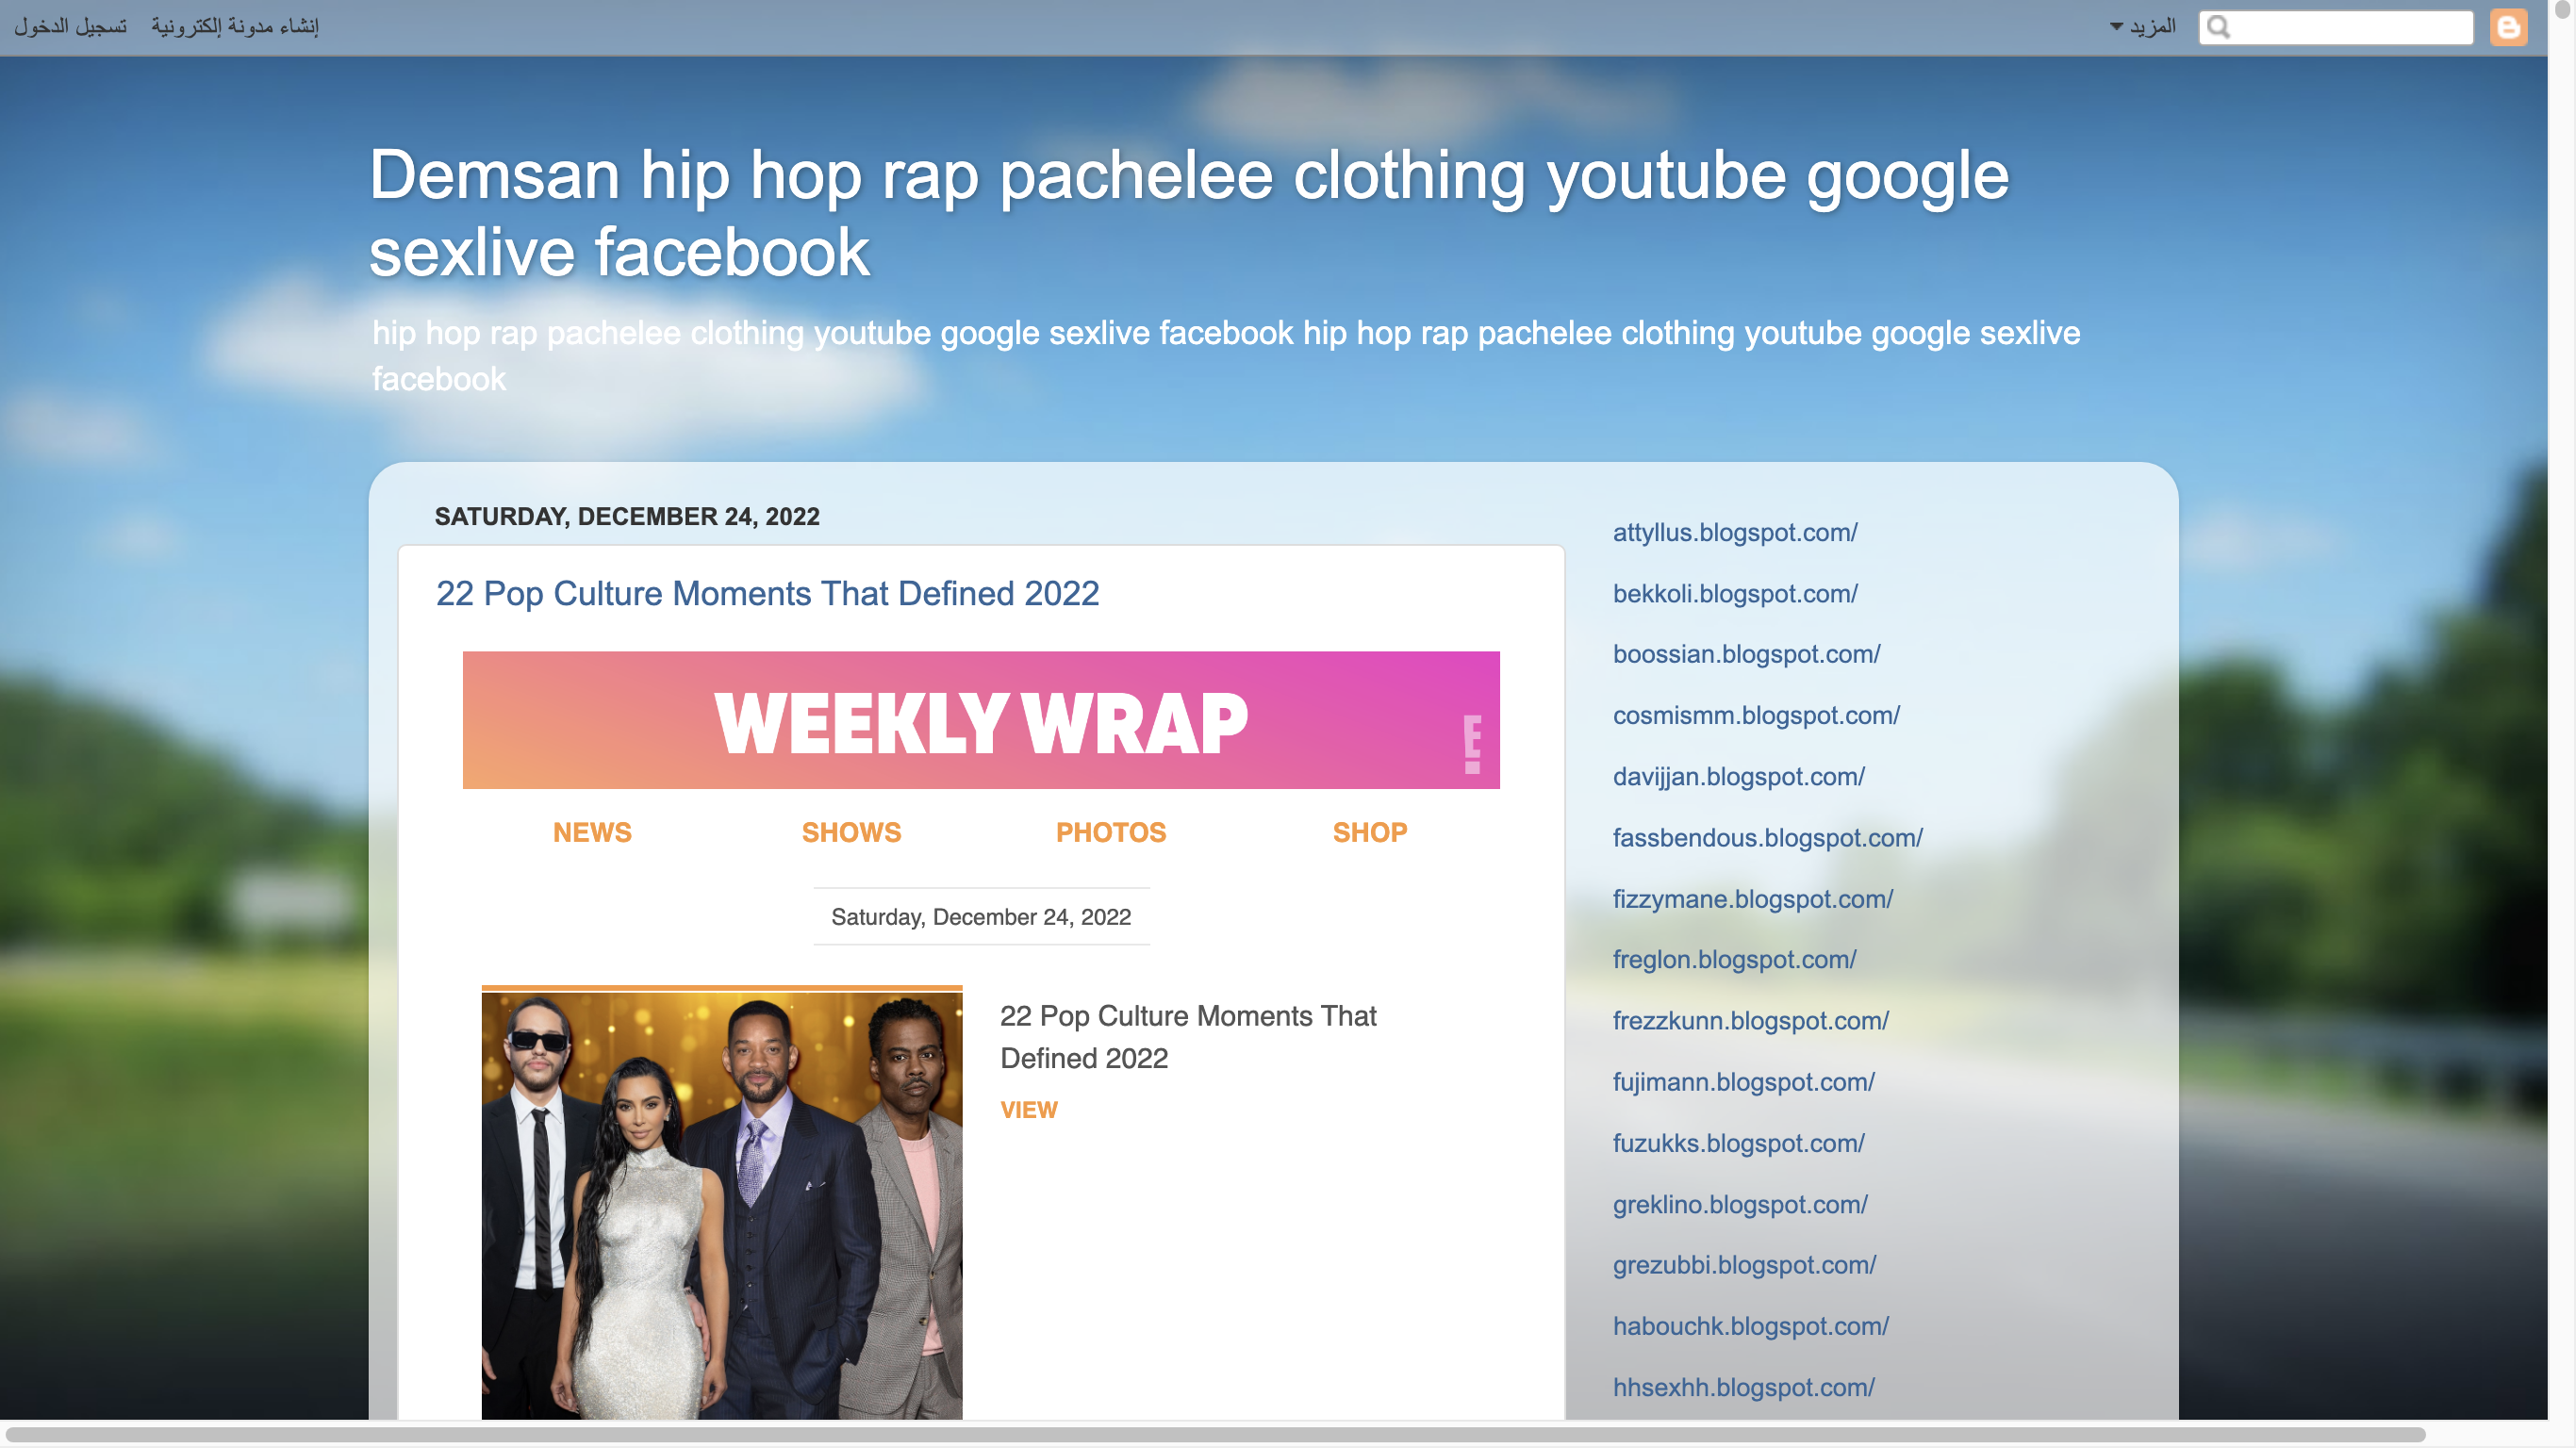 تسجيل الدخول
إنشاء مدونة إلكترونية
المزيد
Demsan hip hop rap pachelee clothing youtube google
sexlive facebook
hip hop rap pachelee clothing youtube google sexlive facebook hip hop rap pachelee clothing youtube google sexlive
facebook
SATURDAY, DECEMBER 24, 2022
22 Pop Culture Moments That Defined 2022
WEEKLY WRAP
E!
NEWS SHOWS PHOTOS SHOP
Saturday, December 24, 2022
22 Pop Culture Moments That
Defined 2022
VIEW
attyllus.blogspot.com/
bekkoli.blogspot.com/
boossian.blogspot.com/
cosmismm.blogspot.com/
davijjan.blogspot.com/
fassbendous.blogspot.com/
fizzymane.blogspot.com/
freglon.blogspot.com/
frezzkunn.blogspot.com/
fujimann.blogspot.com/
fuzukks.blogspot.com/
greklino.blogspot.com/
grezubbi.blogspot.com/
habouchk.blogspot.com/
hhsexhh.blogspot.com/